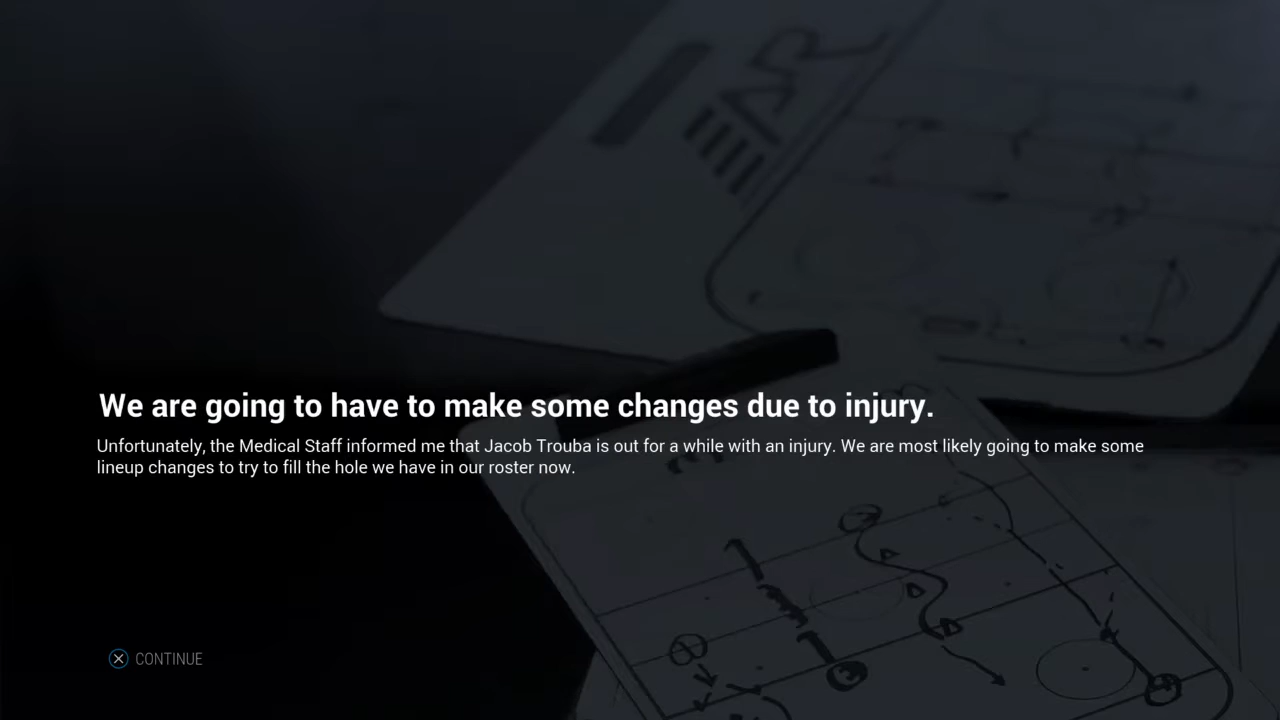 We are going to have to make some changes due to injury.
Unfortunately, the Medical Staff informed me that Jacob Trouba is out for a while with an injury. We are most likely going to make some
lineup changes to try to fill the hole we have in our roster now.
CONTINUE